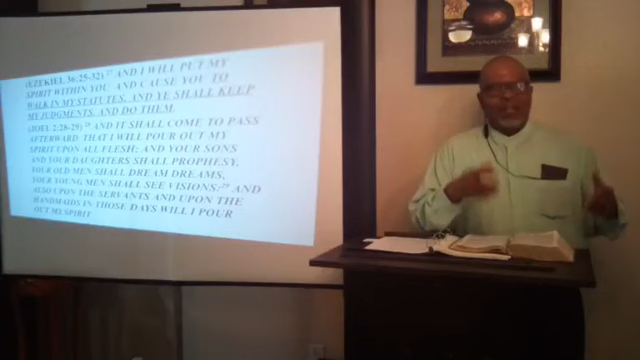 (EZEKIEL 36:25-32) 27 AND I WILL PUT MY
SPIRIT WITHIN YOU, AND CAUSE YOU TO
WALK IN MY STATUTES, AND YE SHALL KEEP
MY JUDGMENTS, AND DO THEM.
(JOEL 2:28-29) 28 AND IT SHALL COME TO PASS
AFTERWARD, THAT I WILL POUR OUT MY
SPIRIT UPON ALL FLESH; AND YOUR SONS
AND YOUR DAUGHTERS SHALL PROPHESY,
YOUR OLD MEN SHALL DREAM DREAMS,
YOUR YOUNG MEN SHALL SEE VISIONS: 29 AND
ALSO UPON THE SERVANTS AND UPON THE
HANDMAIDS IN THOSE DAYS WILL I POUR
OUT MY SPIRIT